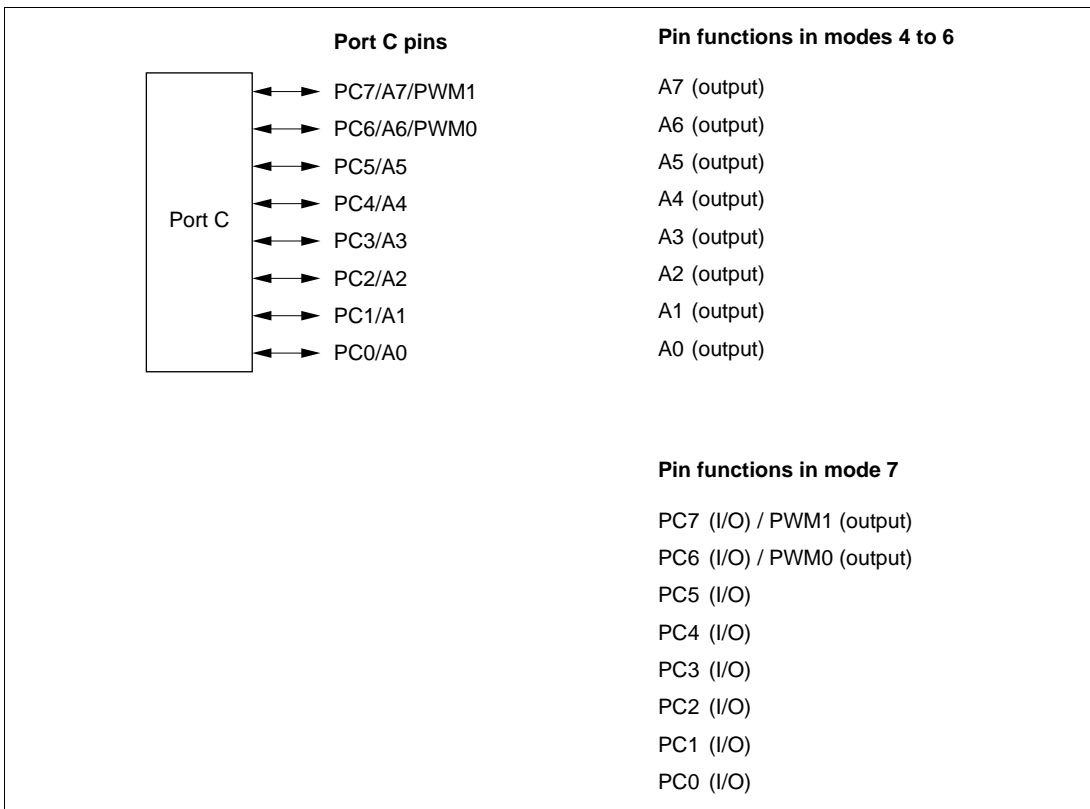 Port C pins
Pin functions in modes 4 to 6
PC7/A7/PWM1
A7 (output)
PC6/A6/PWM0
A6 (output)
PC5/A5
A5 (output)
PC4/A4
A4 (output)
Port C
PC3/A3
A3 (output)
PC2/A2
A2 (output)
PC1/A1
A1 (output)
PC0/A0
A0 (output)
Pin functions in mode 7
PC7 (I/O) / PWM1 (output)
PC6 (I/O) / PWM0 (output)
PC5 (I/O)
PC4 (I/O)
PC3 (I/O)
PC2 (I/O)
PC1 (I/O)
PC0 (I/O)